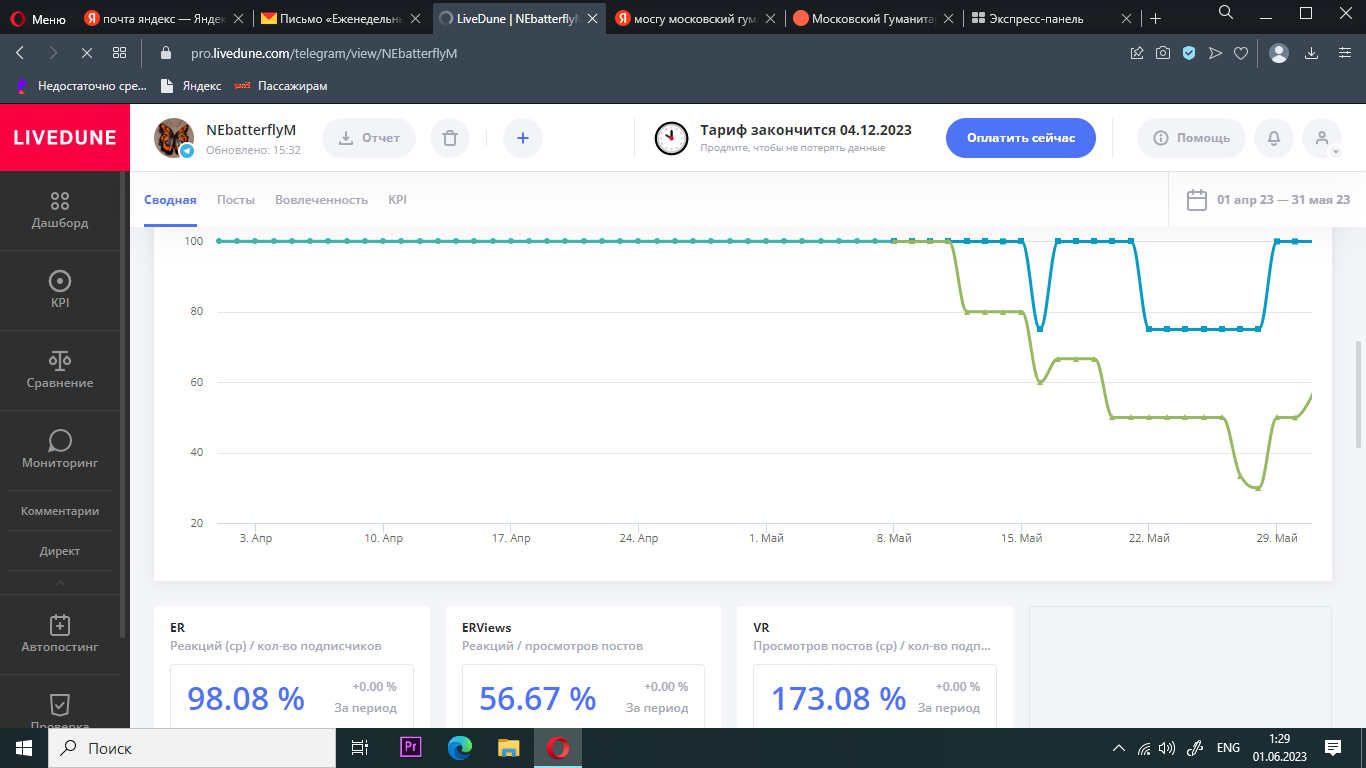 Меню
почта яндекс — Яндек
Письмо «Еженедельн
LiveDune | NEbatterflyM
мосгу московский гум
Московский Гуманита
Экспресс-панель
pro.livedune.com/telegram/view/NEbatterflyM
Недостаточно сре...
Яндекс
Пассажирам
LIVEDUNE
NEbatterflyM
Обновлено: 15:32
Отчет
Тариф закончится 04.12.2023
Продлите, чтобы не потерять данные
Оплатить сейчас
Помощь
Сводная
Посты
Вовлеченность
KPI
01 апр 23 — 31 мая 23
Дашборд
KPI
Сравнение
Мониторинг
Комментарии
Директ
Автопостинг
Проверка
100
80
60
40
20
3. Апр
10. Апр
17. Апр
24. Апр
1. Май
8. Май
15. Май
22. Май
29. Май
ER
Реакций (ср) / кол-во подписчиков
98.08 %
+0.00 %
За период
ERViews
Реакций / просмотров постов
56.67 %
+0.00 %
За период
VR
Просмотров постов (ср) / кол-во подп...
173.08 %
+0.00 %
За период
Поиск
Pr
ENG
1:29
01.06.2023